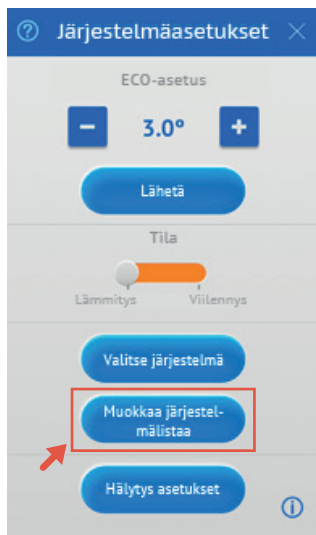 ? Järjestelmäasetukset ×
ECO-asetus
− 3.0° +
Lähetä
Tila
Lämmitys Viilennys
Valitse järjestelmä
Muokkaa järjestel-
mälistaa
Hälytys asetukset
i